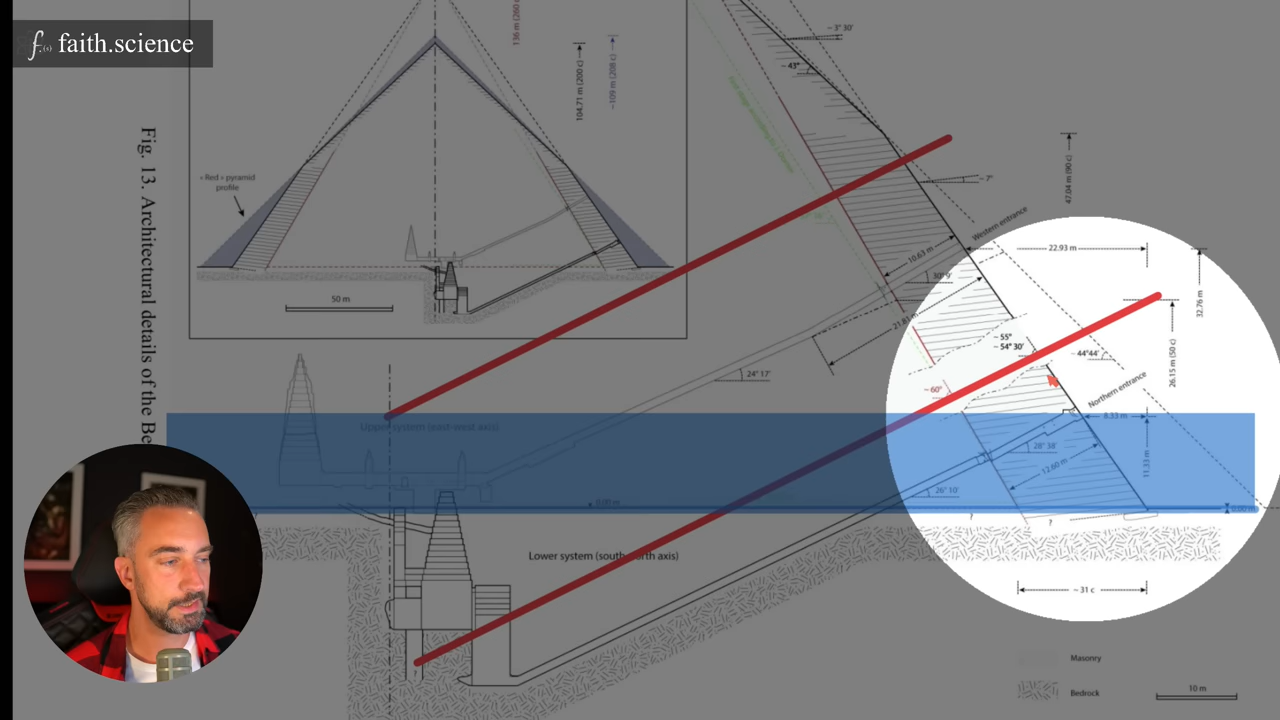 faith.science
Fig. 13. Architectural details of the Be
« Red » pyramid
profile
50 m
136 m (260
104.71 m (200 c)
~109 m (208 c)
~ 3° 30'
~ 43°
~ 7°
47.04 m (90 c)
Western entrance
22.93 m
10.63 m
30° 9'
32.76 m
~ 55°
~ 54° 30'
~ 44°44'
26.15 m (50 c)
~ 60°
24° 17'
Northern entrance
8.33 m
Upper system (east-west axis)
28° 38'
12.60 m
11.33 m
26° 10'
0.00 m
0.00 m
?
?
Lower system (south-north axis)
~ 31 c
Masonry
Bedrock
10 m